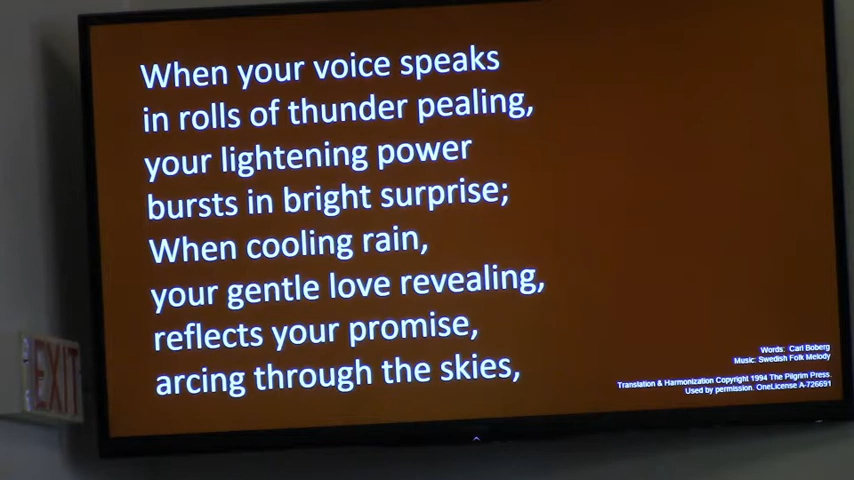 When your voice speaks
in rolls of thunder pealing,
your lightening power
bursts in bright surprise;
When cooling rain,
your gentle love revealing,
reflects your promise,
arcing through the skies,
EXIT
Words: Carl Boberg
Music: Swedish Folk Melody
Translation & Harmonization Copyright 1994 The Pilgrim Press.
Used by permission. OneLicense A-726691